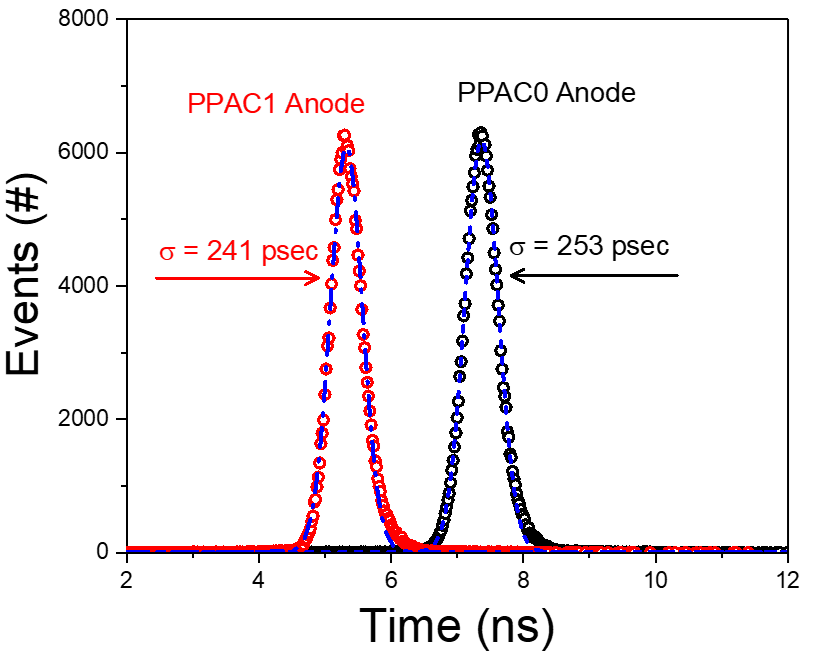 8000
PPAC1 Anode
PPAC0 Anode
6000
σ = 241 psec
σ = 253 psec
4000
Events (#)
2000
0
2 4 6 8 10 12
Time (ns)